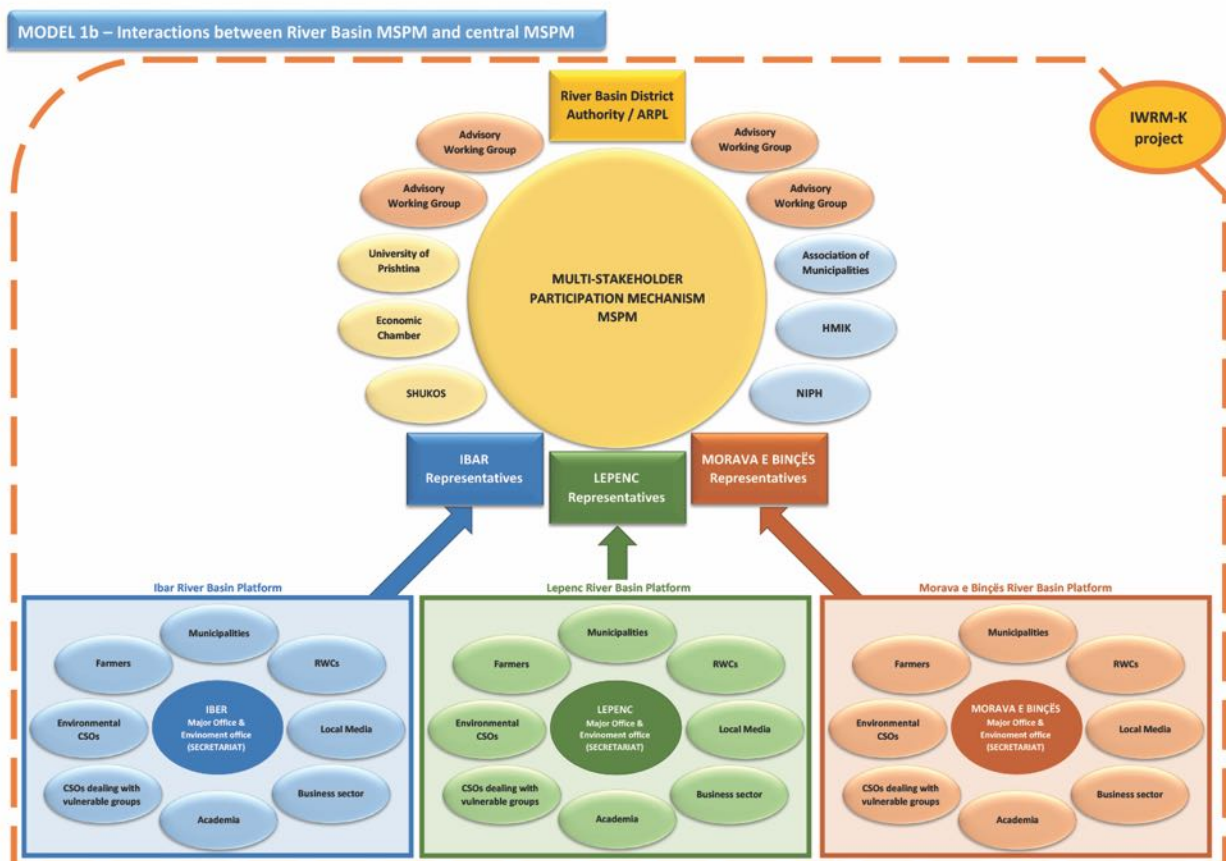 MODEL 1b – Interactions between River Basin MSPM and central MSPM
River Basin District
Authority / ARPL
IWRM-K
project
Advisory
Working Group
Advisory
Working Group
Advisory
Working Group
Advisory
Working Group
University of
Prishtina
Association of
Municipalities
MULTI-STAKEHOLDER
PARTICIPATION MECHANISM
MSPM
Economic
Chamber
HMIK
SHUKOS
NIPH
IBAR
Representatives
LEPENC
Representatives
MORAVA E BINÇËS
Representatives
Ibar River Basin Platform
Municipalities
Farmers
RWCs
IBER
Major Office &
Envinoment office
(SECRETARIAT)
Environmental
CSOs
Local Media
CSOs dealing with
vulnerable groups
Business sector
Academia
Lepenc River Basin Platform
Municipalities
Farmers
RWCs
LEPENC
Major Office &
Envinoment office
(SECRETARIAT)
Environmental
CSOs
Local Media
CSOs dealing with
vulnerable groups
Business sector
Academia
Morava e Binçës River Basin Platform
Municipalities
Farmers
RWCs
MORAVA E BINÇËS
Major Office &
Envinoment office
(SECRETARIAT)
Environmental
CSOs
Local Media
CSOs dealing with
vulnerable groups
Business sector
Academia